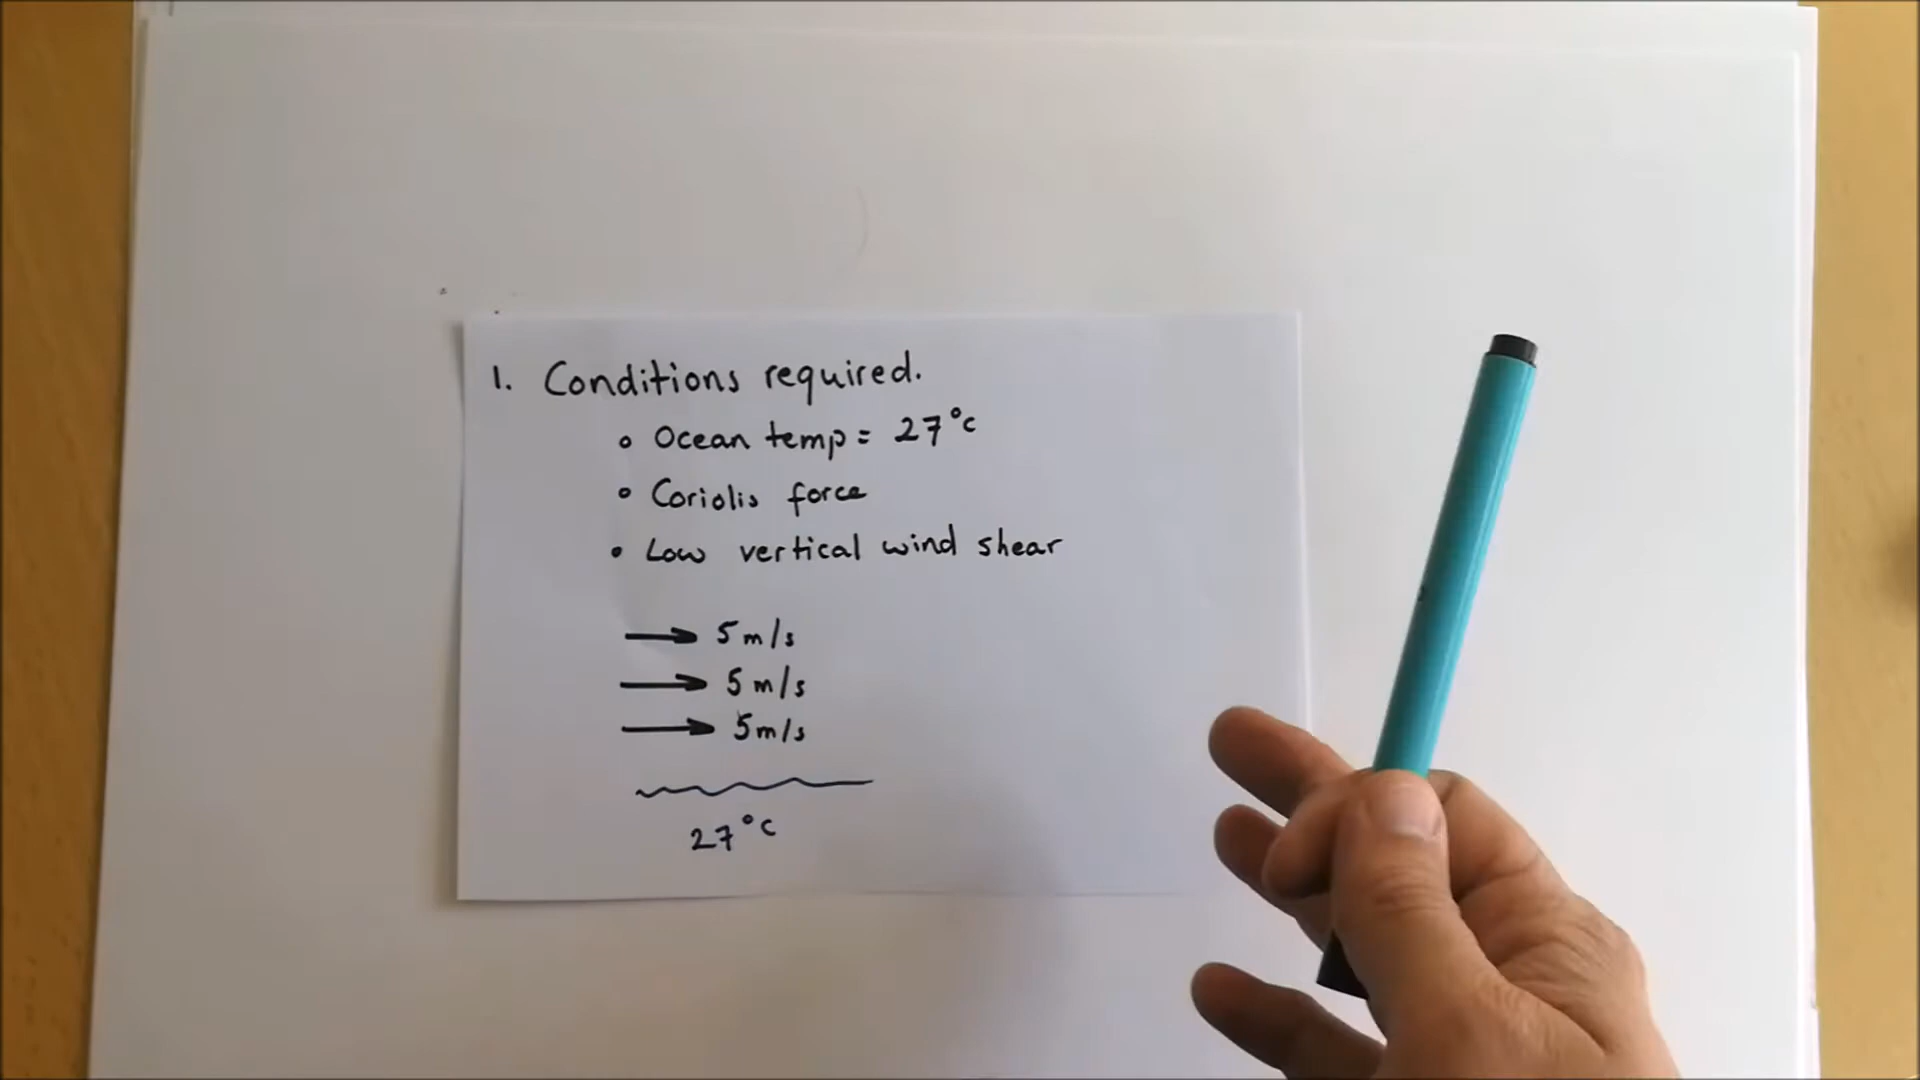 1. Conditions required.
• Ocean temp = 27°C
• Coriolis force
• Low vertical wind shear
→ 5 m/s
→ 5 m/s
→ 5 m/s
27°C